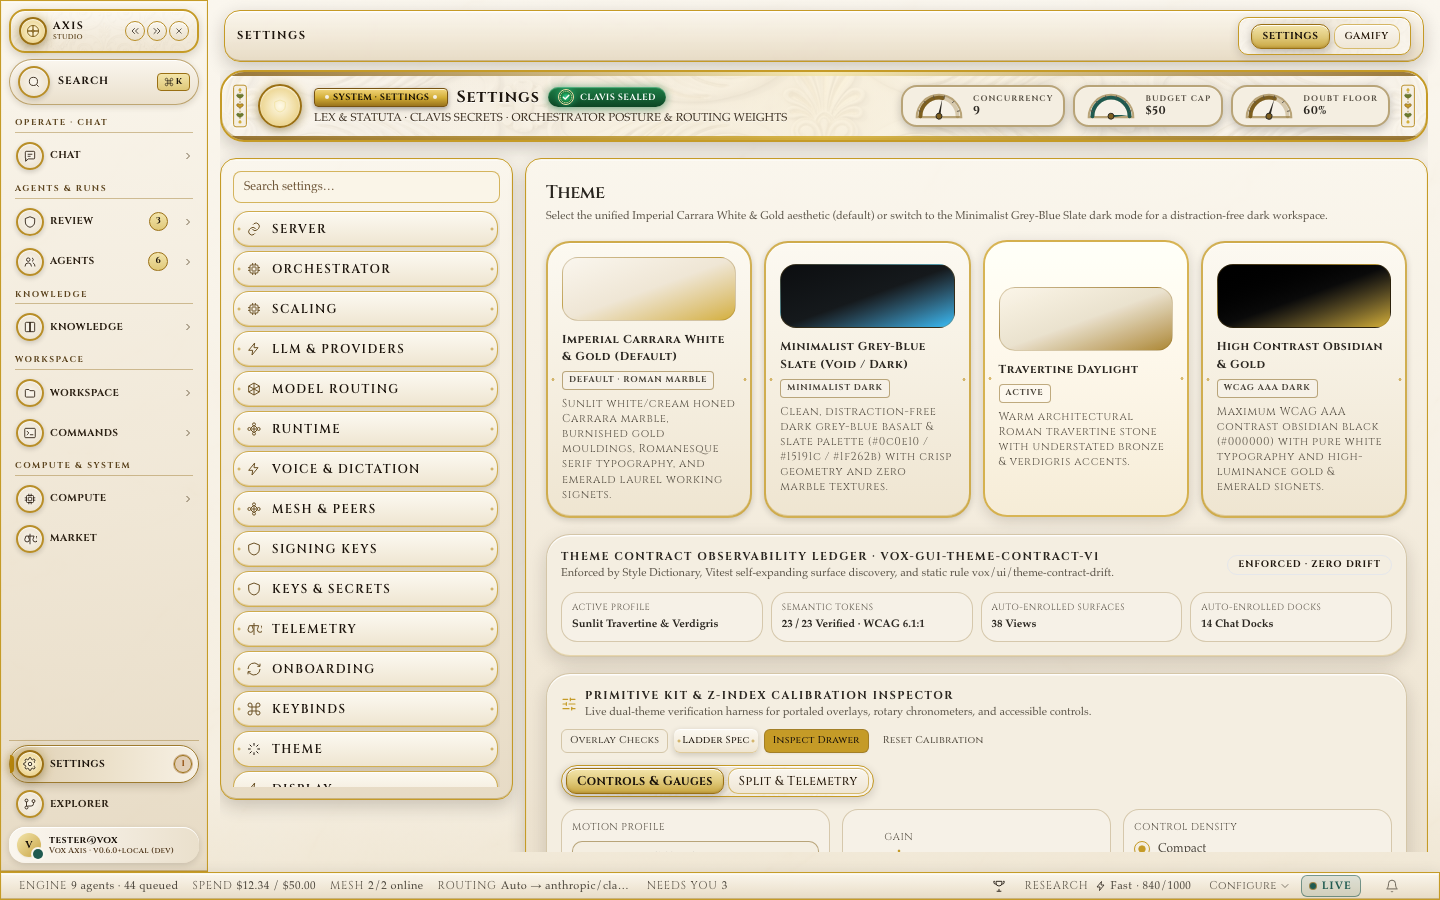 AXIS
STUDIO
SEARCH
⌘K
OPERATE · CHAT
CHAT
AGENTS & RUNS
REVIEW 3
AGENTS 6
KNOWLEDGE
KNOWLEDGE
WORKSPACE
WORKSPACE
COMMANDS
COMPUTE & SYSTEM
COMPUTE
MARKET
SETTINGS 1
EXPLORER
V
TESTER@VOX
VOX AXIS · V0.6.0+LOCAL (DEV)
SETTINGS
SETTINGS GAMIFY
SYSTEM · SETTINGS
SETTINGS
CLAVIS SEALED
LEX & STATUTA · CLAVIS SECRETS · ORCHESTRATOR POSTURE & ROUTING WEIGHTS
CONCURRENCY
9
BUDGET CAP
$50
DOUBT FLOOR
60%
Search settings...
SERVER
ORCHESTRATOR
SCALING
LLM & PROVIDERS
MODEL ROUTING
RUNTIME
VOICE & DICTATION
MESH & PEERS
SIGNING KEYS
KEYS & SECRETS
TELEMETRY
ONBOARDING
KEYBINDS
THEME
DISPLAY
THEME
Select the unified Imperial Carrara White & Gold aesthetic (default) or switch to the Minimalist Grey-Blue Slate dark mode for a distraction-free dark workspace.
IMPERIAL CARRARA WHITE
& GOLD (DEFAULT)
DEFAULT · ROMAN MARBLE
SUNLIT WHITE/CREAM HONED
CARRARA MARBLE,
BURNISHED GOLD
MOULDINGS, ROMANESQUE
SERIF TYPOGRAPHY, AND
EMERALD LAUREL WORKING
SIGNETS.
MINIMALIST GREY-BLUE
SLATE (VOID / DARK)
MINIMALIST DARK
CLEAN, DISTRACTION-FREE
DARK GREY-BLUE BASALT &
SLATE PALETTE (#0C0E10 /
#15191C / #1F262B) WITH CRISP
GEOMETRY AND ZERO
MARBLE TEXTURES.
TRAVERTINE DAYLIGHT
ACTIVE
WARM ARCHITECTURAL
ROMAN TRAVERTINE STONE
WITH UNDERSTATED BRONZE
& VERDIGRIS ACCENTS.
HIGH CONTRAST OBSIDIAN
& GOLD
WCAG AAA DARK
MAXIMUM WCAG AAA
CONTRAST OBSIDIAN BLACK
(#000000) WITH PURE WHITE
TYPOGRAPHY AND HIGH-
LUMINANCE GOLD &
EMERALD SIGNETS.
THEME CONTRACT OBSERVABILITY LEDGER · VOX-GUI-THEME-CONTRACT-V1
Enforced by Style Dictionary, Vitest self-expanding surface discovery, and static rule vox/ui/theme-contract-drift.
ENFORCED · ZERO DRIFT
ACTIVE PROFILE
Sunlit Travertine & Verdigris
SEMANTIC TOKENS
23 / 23 Verified · WCAG 6.1:1
AUTO-ENROLLED SURFACES
38 Views
AUTO-ENROLLED DOCKS
14 Chat Docks
PRIMITIVE KIT & Z-INDEX CALIBRATION INSPECTOR
Live dual-theme verification harness for portaled overlays, rotary chronometers, and accessible controls.
OVERLAY CHECKS LADDER SPEC INSPECT DRAWER RESET CALIBRATION
CONTROLS & GAUGES SPLIT & TELEMETRY
MOTION PROFILE
GAIN
CONTROL DENSITY
Compact
ENGINE 9 agents · 44 queued SPEND $12.34 / $50.00 MESH 2/2 online ROUTING Auto → anthropic/cla... NEEDS YOU 3
RESEARCH Fast · 840/1000 CONFIGURE LIVE